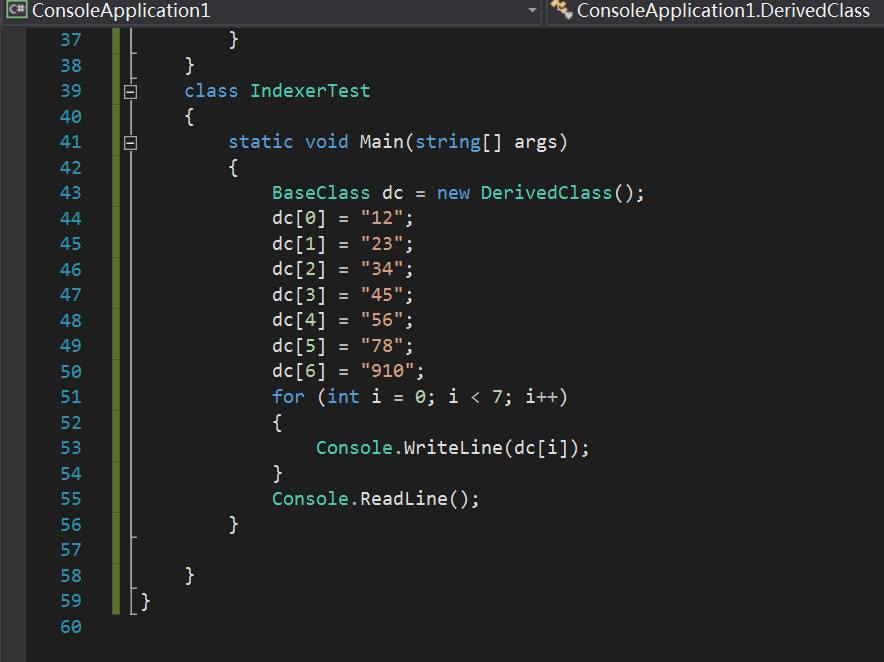 C# ConsoleApplication1 ConsoleApplication1.DerivedClass
37 }
38 }
39 class IndexerTest
40 {
41 static void Main(string[] args)
42 {
43 BaseClass dc = new DerivedClass();
44 dc[0] = "12";
45 dc[1] = "23";
46 dc[2] = "34";
47 dc[3] = "45";
48 dc[4] = "56";
49 dc[5] = "78";
50 dc[6] = "910";
51 for (int i = 0; i < 7; i++)
52 {
53 Console.WriteLine(dc[i]);
54 }
55 Console.ReadLine();
56 }
57
58 }
59 }
60